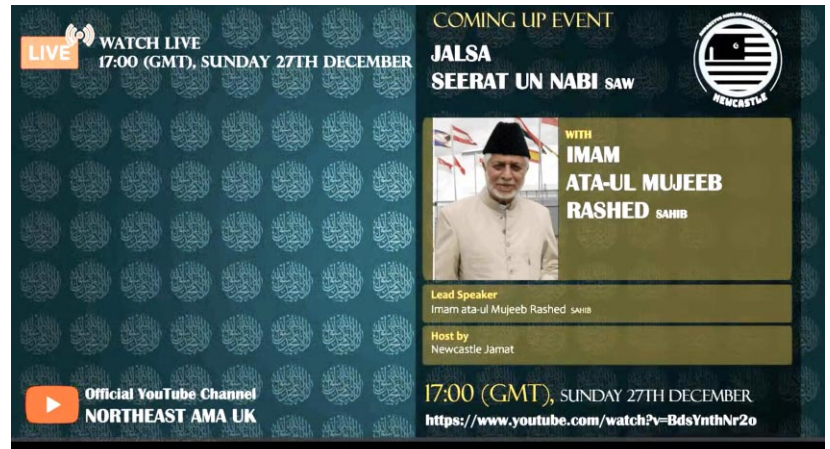 LIVE
WATCH LIVE
17:00 (GMT), SUNDAY 27TH DECEMBER
Official YouTube Channel
NORTHEAST AMA UK
COMING UP EVENT
JALSA
SEERAT UN NABI SAW
NEWCASTLE
WITH
IMAM
ATA-UL MUJEEB
RASHED SAHIB
Lead Speaker
Imam ata-ul Mujeeb Rashed SAHIB
Host by
Newcastle Jamat
17:00 (GMT), SUNDAY 27TH DECEMBER
https://www.youtube.com/watch?v=BdsYnthNr2o